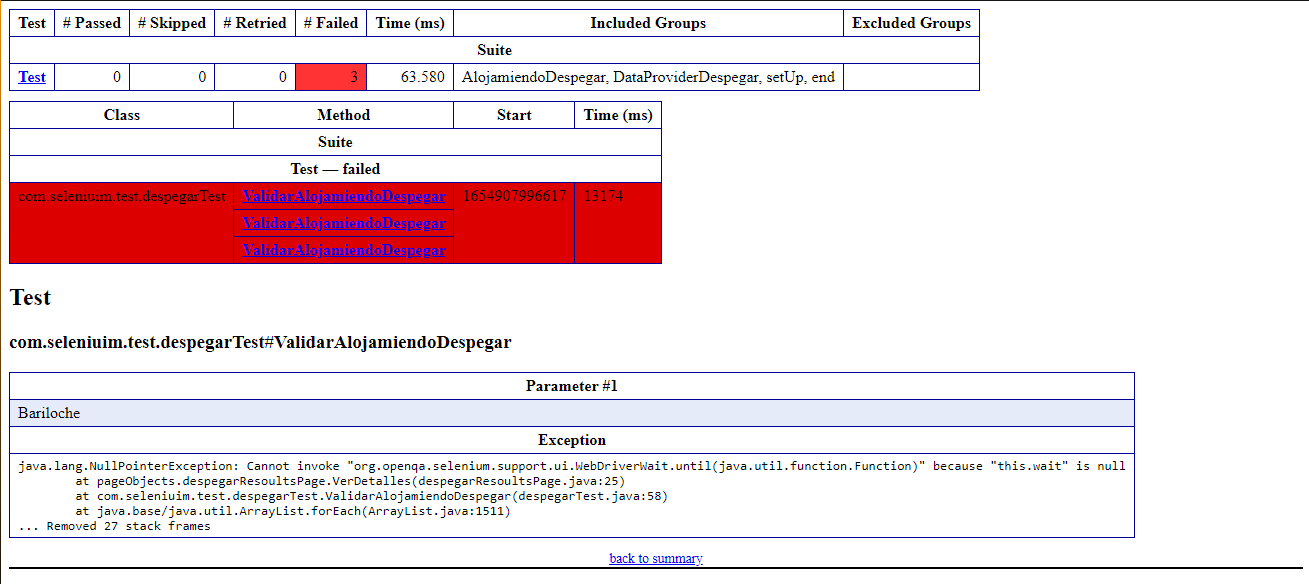 Test # Passed # Skipped # Retried # Failed Time (ms) Included Groups Excluded Groups
Suite
Test 0 0 0 3 63.580 AlojamiendoDespegar, DataProviderDespegar, setUp, end
Class Method Start Time (ms)
Suite
Test — failed
com.seleniuim.test.despegarTest ValidarAlojamiendoDespegar 1654907996617 13174
ValidarAlojamiendoDespegar
ValidarAlojamiendoDespegar
Test
com.seleniuim.test.despegarTest#ValidarAlojamiendoDespegar
Parameter #1
Bariloche
Exception
java.lang.NullPointerException: Cannot invoke "org.openqa.selenium.support.ui.WebDriverWait.until(java.util.function.Function)" because "this.wait" is null
at pageObjects.despegarResoultsPage.VerDetalles(despegarResoultsPage.java:25)
at com.seleniuim.test.despegarTest.ValidarAlojamiendoDespegar(despegarTest.java:58)
at java.base/java.util.ArrayList.forEach(ArrayList.java:1511)
... Removed 27 stack frames
back to summary